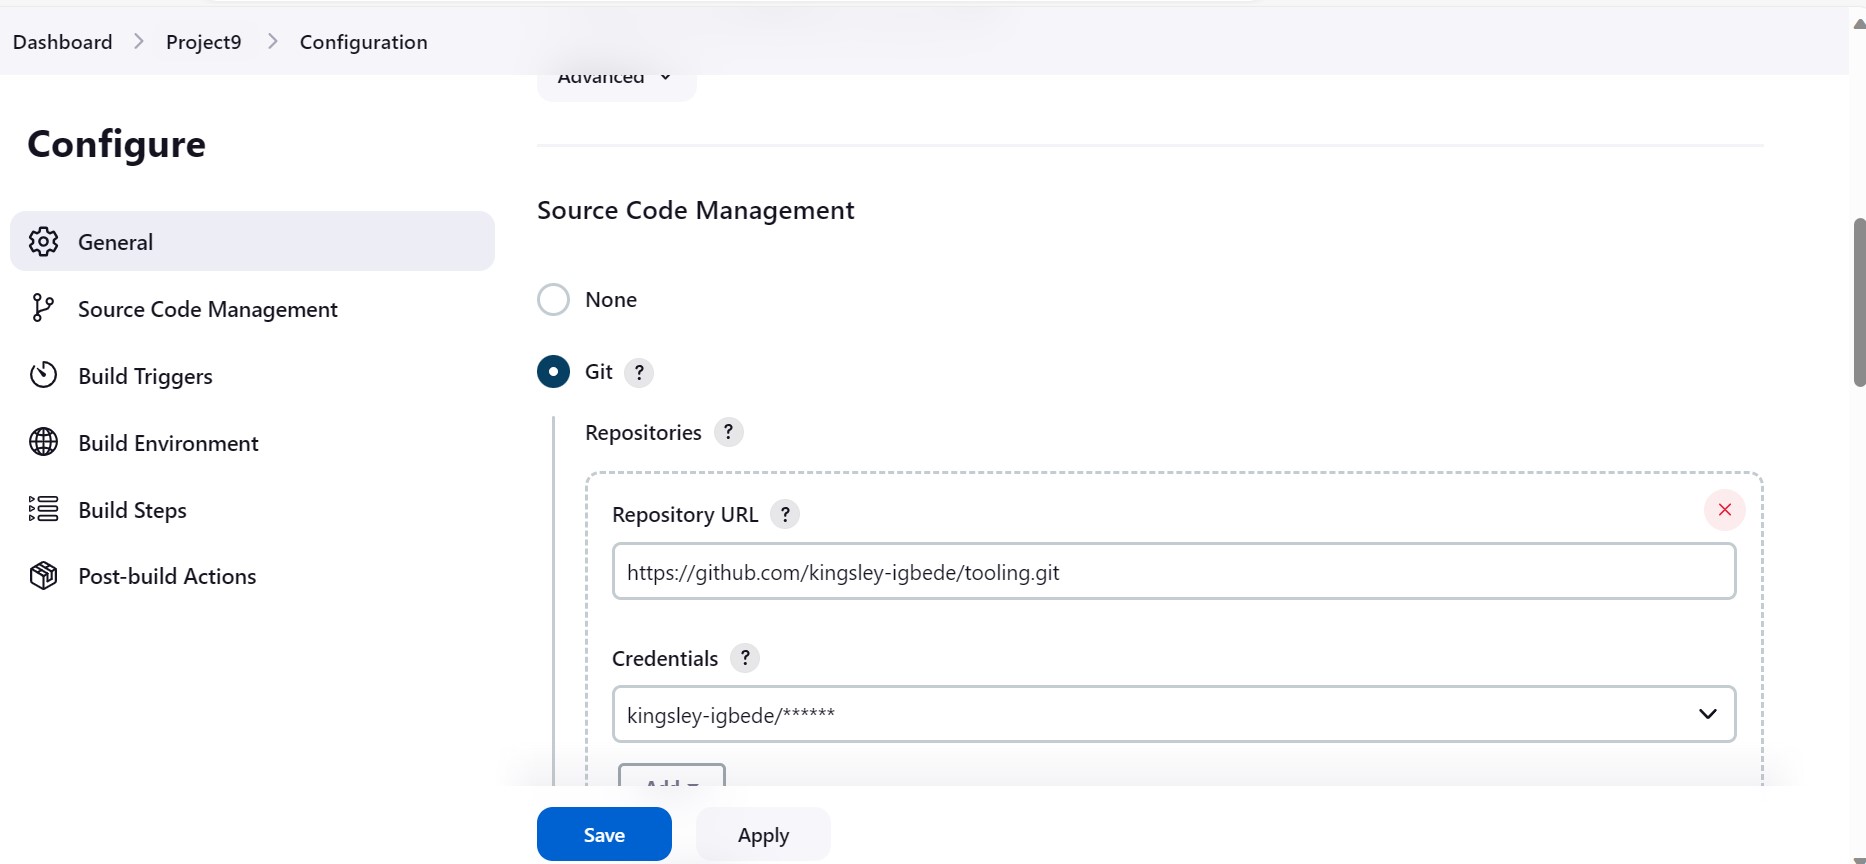 Dashboard > Project9 > Configuration
Advanced
Configure
General
Source Code Management
Build Triggers
Build Environment
Build Steps
Post-build Actions
Source Code Management
None
Git ?
Repositories ?
Repository URL ?
https://github.com/kingsley-igbede/tooling.git
Credentials ?
kingsley-igbede/******
Add
Save
Apply